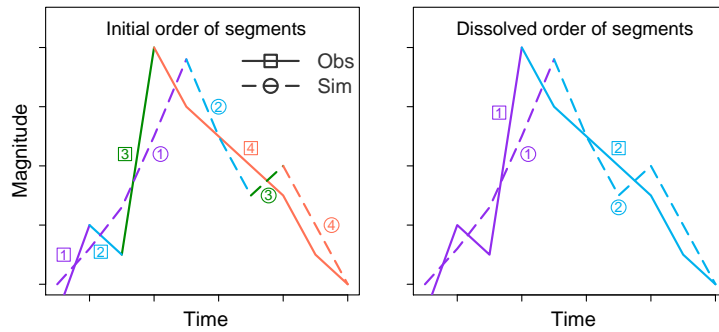 Initial order of segments
Obs
Sim
1
2
3
1
2
4
3
4
Magnitude
Time
Dissolved order of segments
1
1
2
2
Time